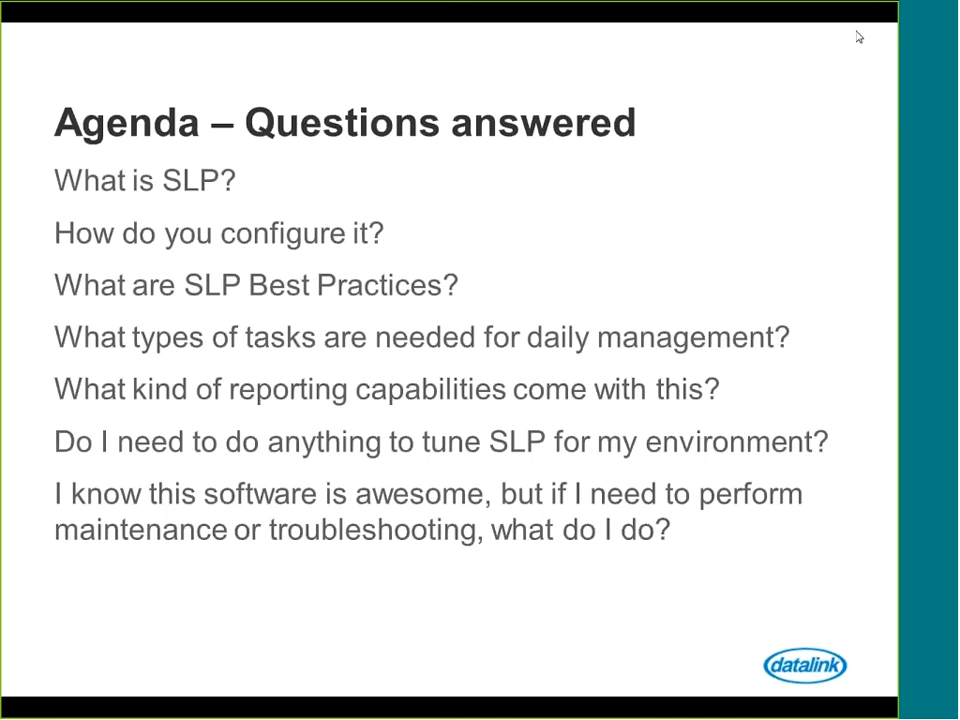 Agenda – Questions answered
What is SLP?
How do you configure it?
What are SLP Best Practices?
What types of tasks are needed for daily management?
What kind of reporting capabilities come with this?
Do I need to do anything to tune SLP for my environment?
I know this software is awesome, but if I need to perform
maintenance or troubleshooting, what do I do?
datalink